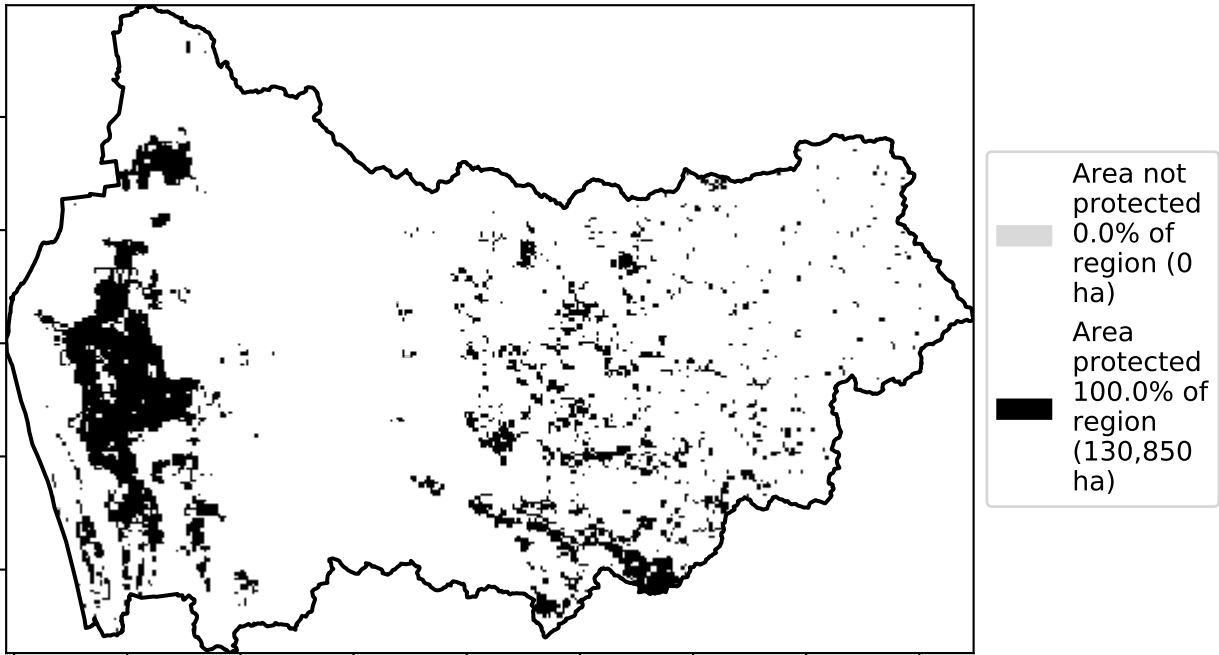 Area not
protected
0.0% of
region (0
ha)
Area
protected
100.0% of
region
(130,850
ha)